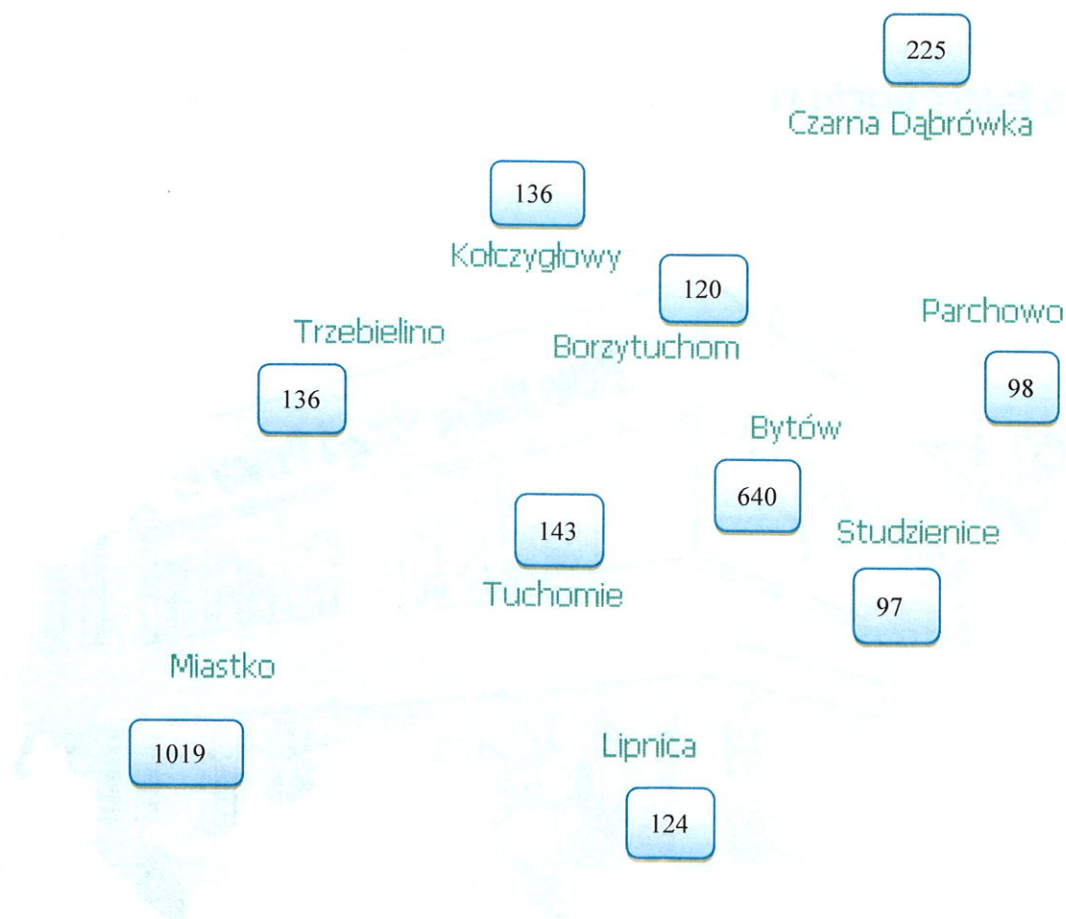 225
Czarna Dąbrówka
136
Kołczygłowy
120
Borzytuchom
Parchowo
98
Trzebielino
136
Bytów
640
143
Tuchomie
Studzienice
97
Miastko
1019
Lipnica
124